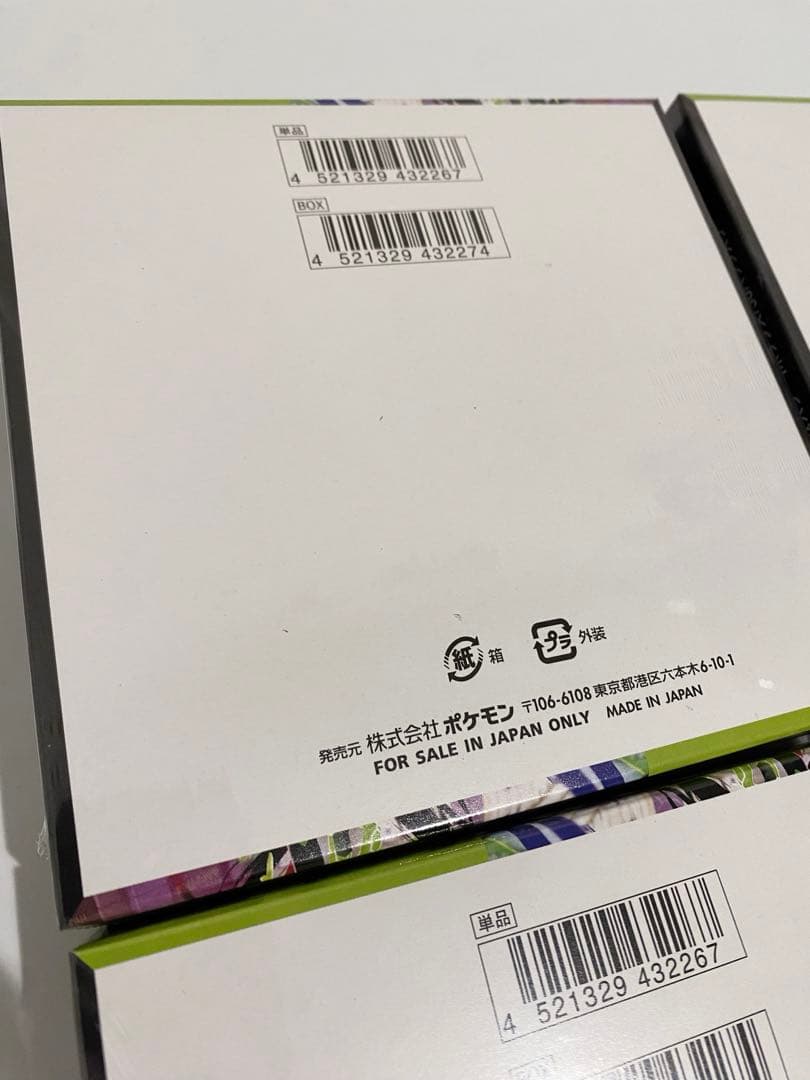 単品
4 521329 432267
BOX
4 521329 432274
紙 箱
プラ 外装
発売元 株式会社 ポケモン 〒106-6108 東京都港区六本木6-10-1
FOR SALE IN JAPAN ONLY MADE IN JAPAN
単品
4 521329 432267